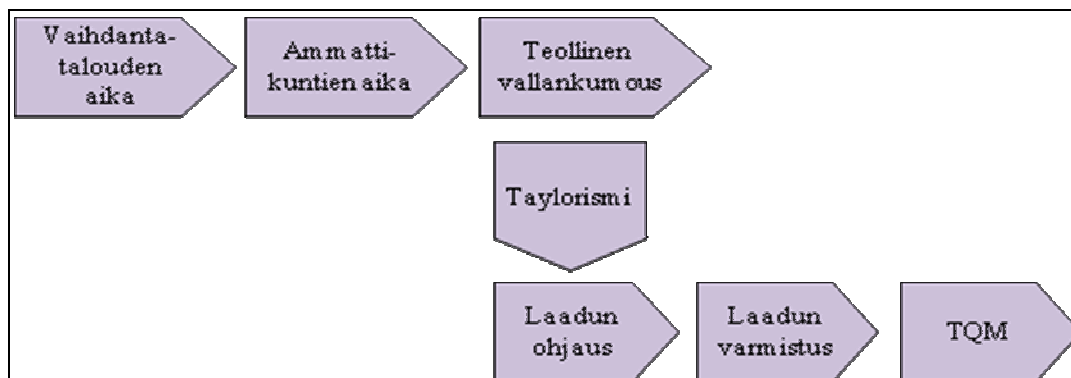 Vaihdanta-
talouden
aika
Ammatti-
kuntien aika
Teollinen
vallankumous
Taylorismi
Laadun
ohjaus
Laadun
varmistus
TQM